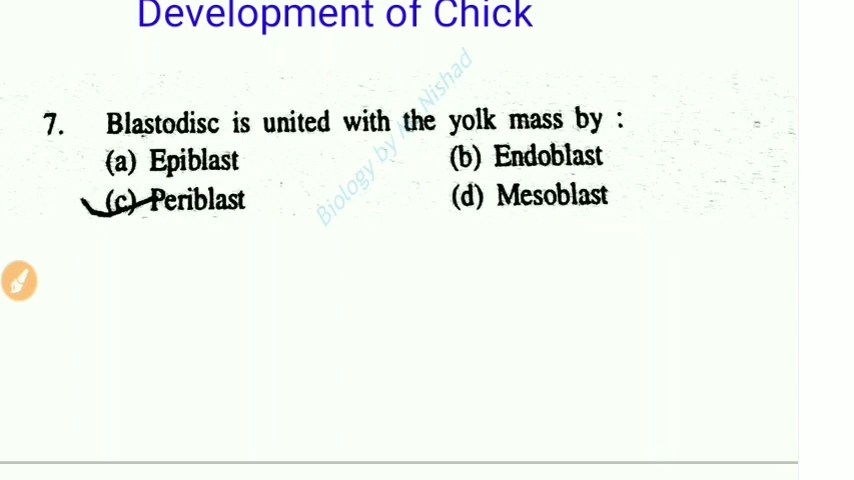 Development of Chick
7. Blastodisc is united with the yolk mass by :
(a) Epiblast (b) Endoblast
(c) Periblast (d) Mesoblast
Biology by Nishad